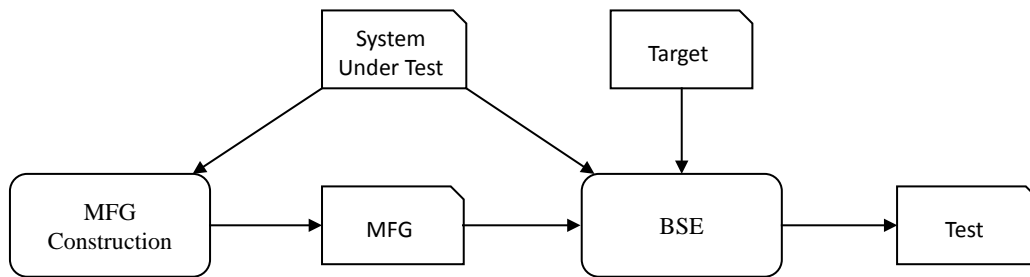 System
Under Test
Target
MFG
Construction
MFG
BSE
Test